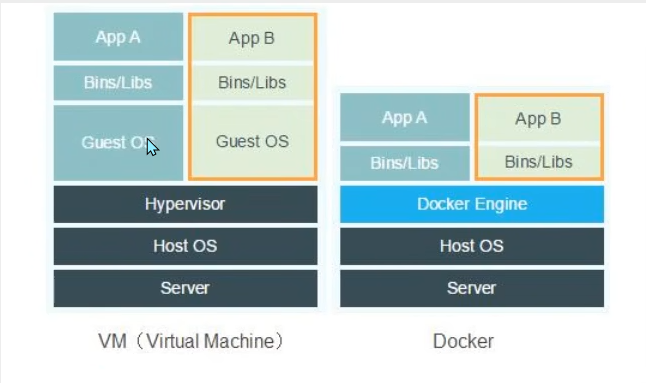 App A
App B
Bins/Libs
Bins/Libs
Guest OS
Guest OS
Hypervisor
Host OS
Server
VM（Virtual Machine）
App A
App B
Bins/Libs
Bins/Libs
Docker Engine
Host OS
Server
Docker